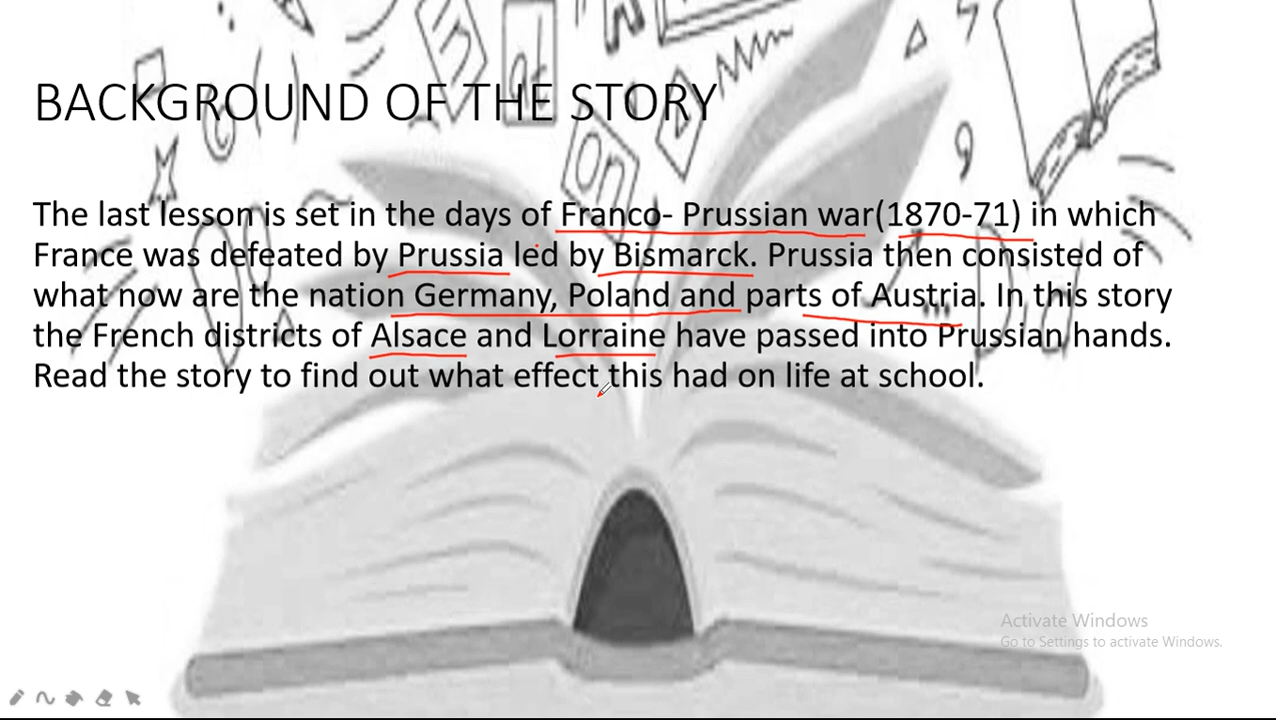 BACKGROUND OF THE STORY
The last lesson is set in the days of Franco- Prussian war(1870-71) in which
France was defeated by Prussia led by Bismarck. Prussia then consisted of
what now are the nation Germany, Poland and parts of Austria. In this story
the French districts of Alsace and Lorraine have passed into Prussian hands.
Read the story to find out what effect this had on life at school.
Activate Windows
Go to Settings to activate Windows.